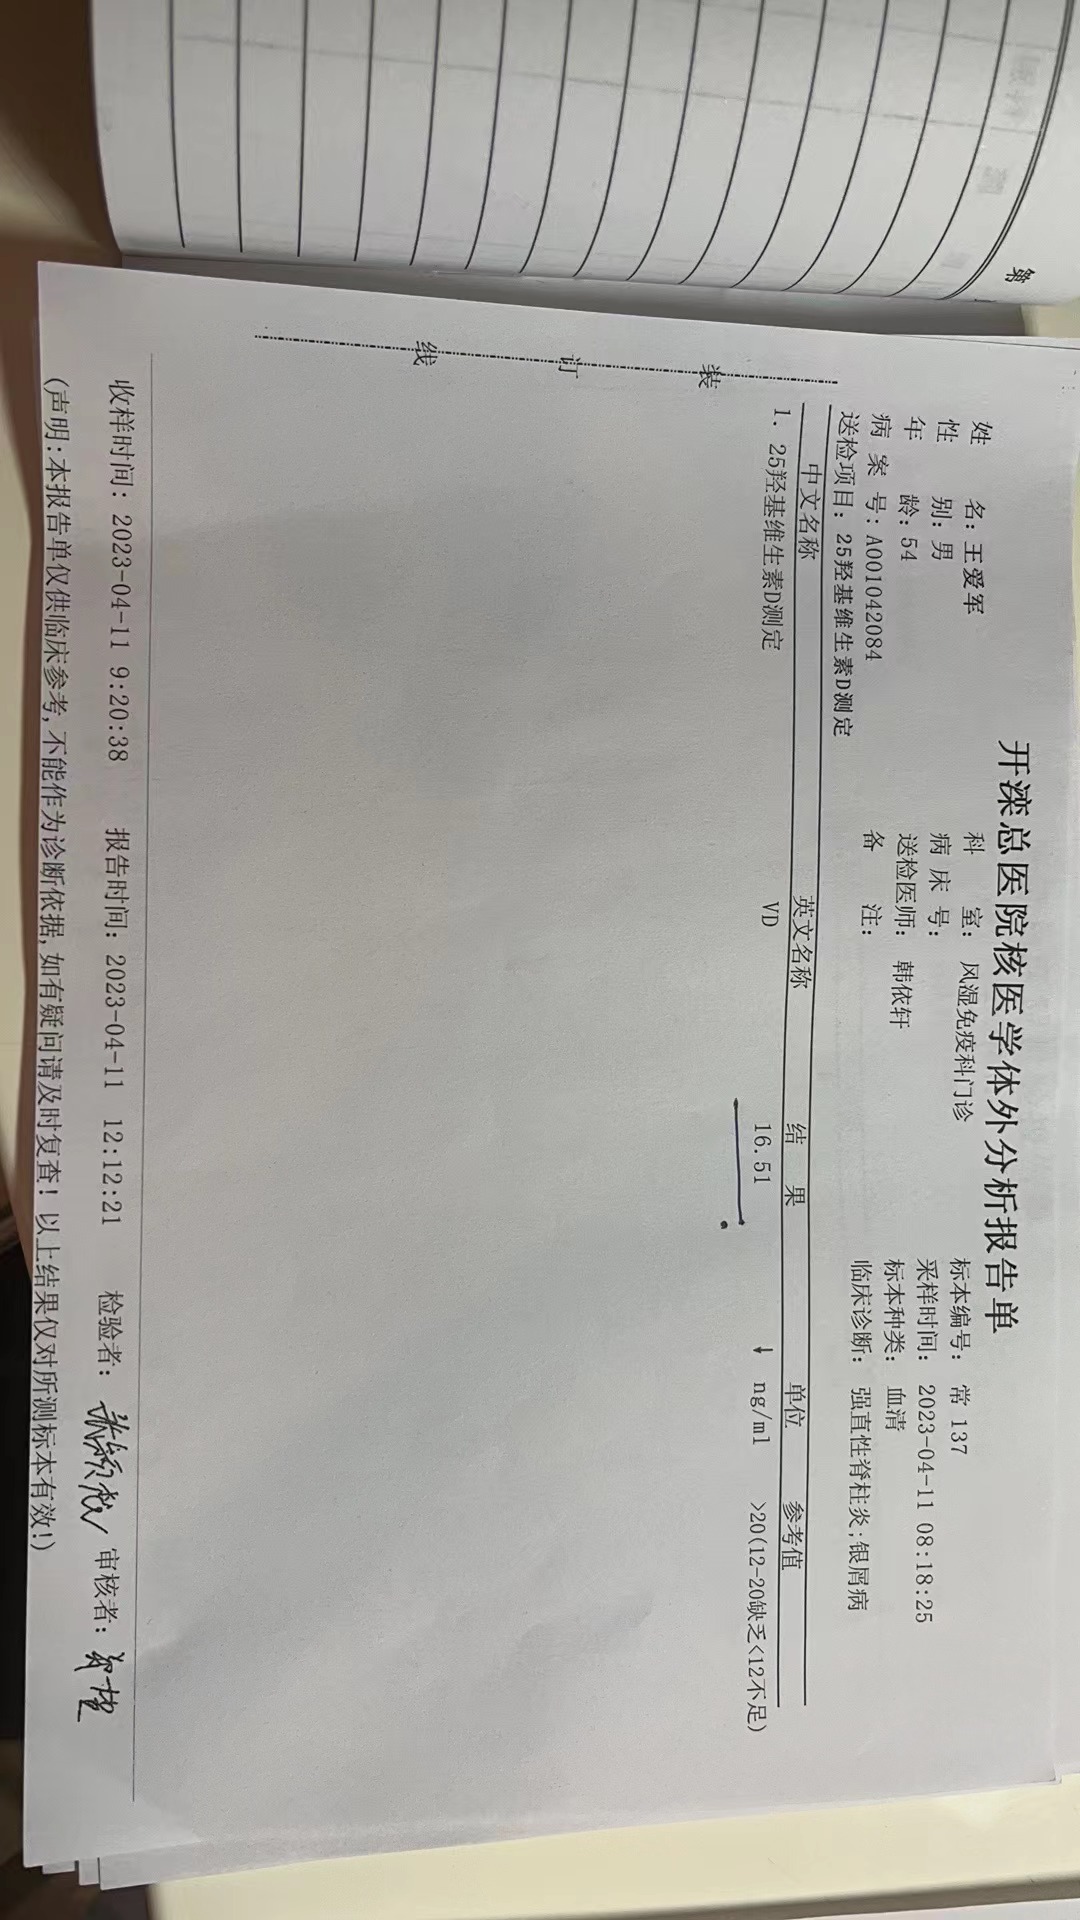 第
装
订
线
开滦总医院核医学体外分析报告单
姓 名: 王爱军 科 室: 风湿免疫科门诊 标本编号: 常 137
性 别: 男 病 床 号: 采样时间: 2023-04-11 08:18:25
年 龄: 54 送检医师: 韩依轩 标本种类: 血清
病 案 号: A001042084 备 注: 临床诊断: 强直性脊柱炎;银屑病
送检项目: 25羟基维生素D测定
中文名称 英文名称 结 果 单位 参考值
1. 25羟基维生素D测定 VD 16.51 ↓ ng/ml >20(12-20缺乏<12不足)
收样时间: 2023-04-11 9:20:38 报告时间: 2023-04-11 12:12:21 检验者: 审核者:
(声明:本报告单仅供临床参考,不能作为诊断依据,如有疑问请及时复查! 以上结果仅对所测标本有效!)